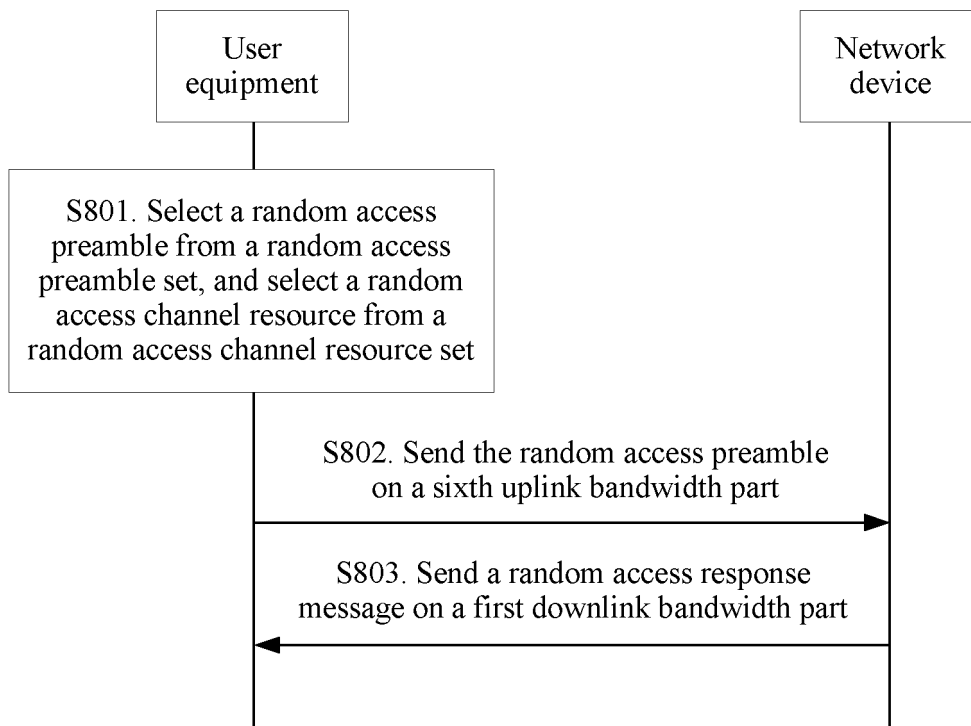 User
equipment
Network
device
S801. Select a random access
preamble from a random access
preamble set, and select a random
access channel resource from a
random access channel resource set
S802. Send the random access preamble
on a sixth uplink bandwidth part
S803. Send a random access response
message on a first downlink bandwidth part